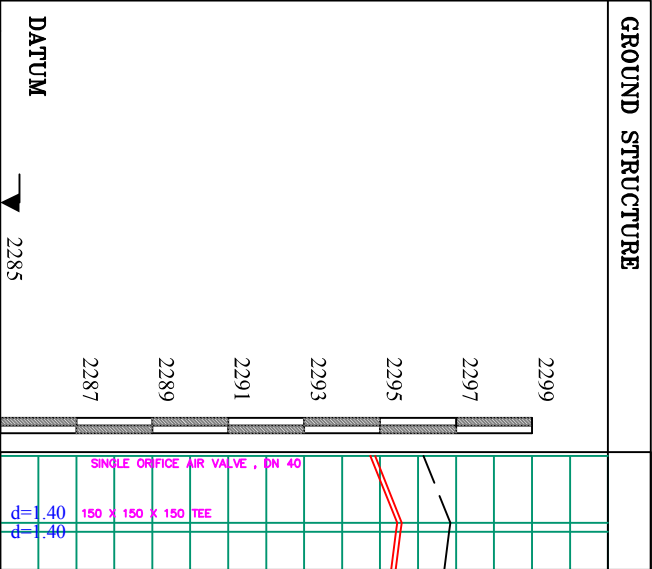 GROUND STRUCTURE
DATUM
2285
2287
2289
2291
2293
2295
2297
2299
SINGLE ORIFICE AIR VALVE , DN 40
150 X 150 X 150 TEE
d=1.40
d=1.40